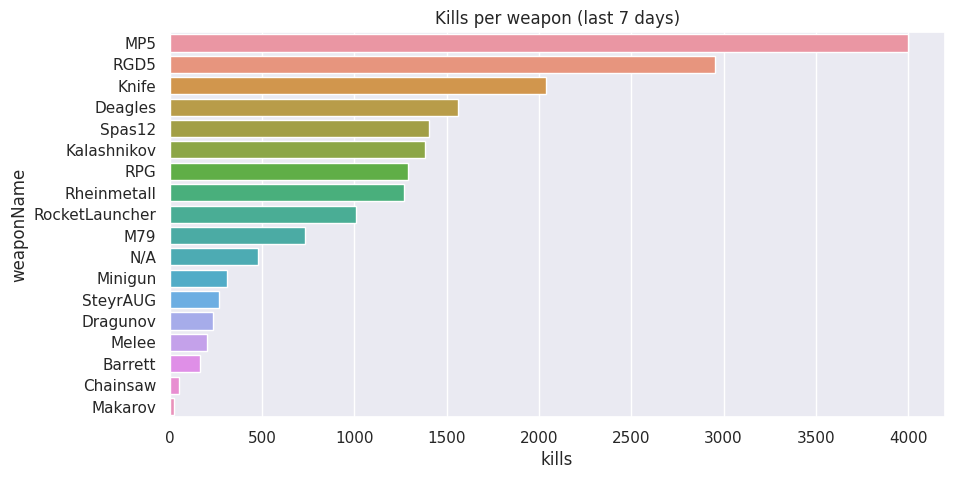 Kills per weapon (last 7 days)
weaponName
MP5
RGD5
Knife
Deagles
Spas12
Kalashnikov
RPG
Rheinmetall
RocketLauncher
M79
N/A
Minigun
SteyrAUG
Dragunov
Melee
Barrett
Chainsaw
Makarov
0 500 1000 1500 2000 2500 3000 3500 4000
kills